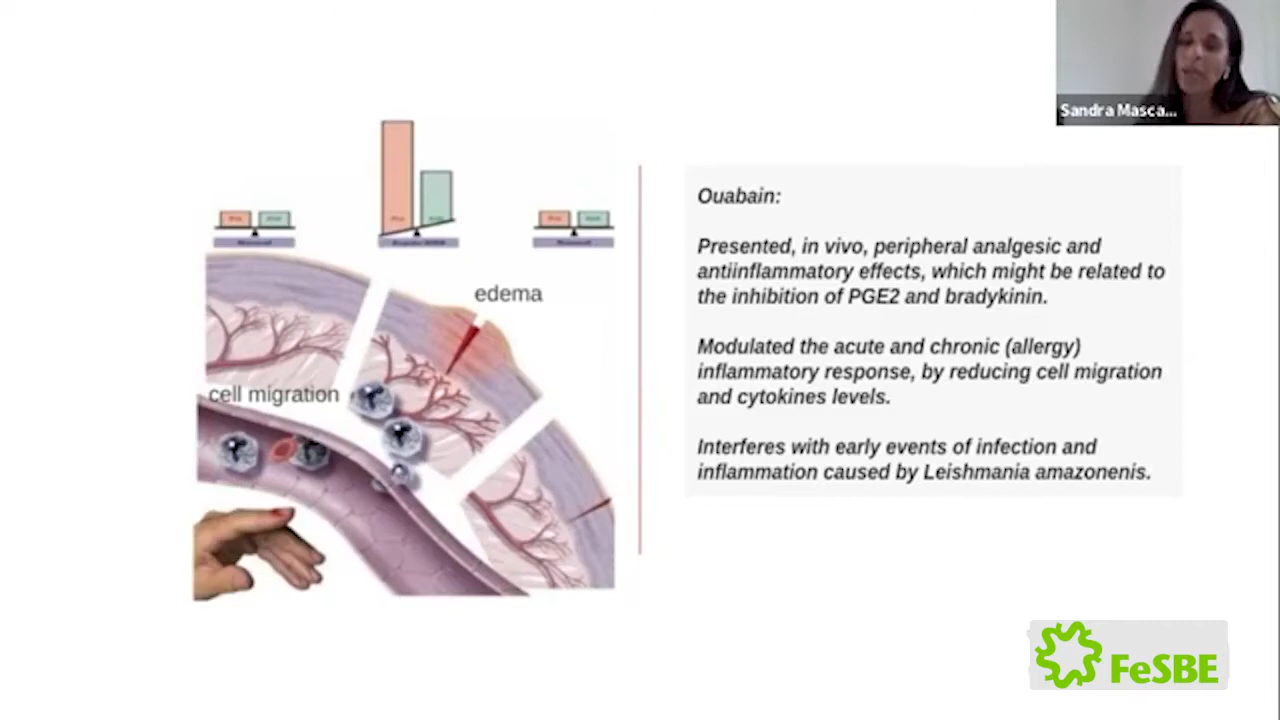 Sandra Masca...
Ouabain:
Presented, in vivo, peripheral analgesic and
antiinflammatory effects, which might be related to
the inhibition of PGE2 and bradykinin.
Modulated the acute and chronic (allergy)
inflammatory response, by reducing cell migration
and cytokines levels.
Interferes with early events of infection and
inflammation caused by Leishmania amazonenis.
edema
cell migration
FeSBE